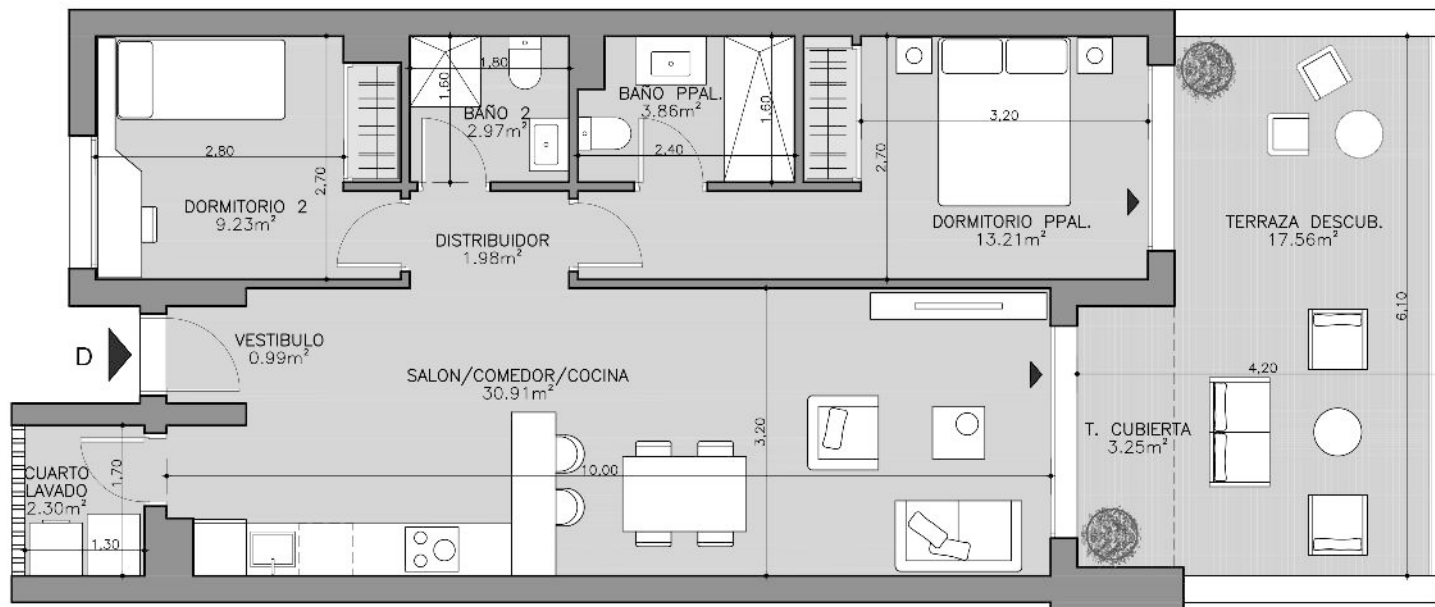 1,80
1,60
BAÑO 2
2.97m²
BAÑO PPAL.
3.86m²
1,60
2,40
3,20
2,70
2,80
2,70
DORMITORIO 2
9.23m²
DISTRIBUIDOR
1.98m²
DORMITORIO PPAL.
13.21m²
TERRAZA DESCUB.
17.56m²
6,10
D
VESTIBULO
0.99m²
SALON/COMEDOR/COCINA
30.91m²
4,20
3,20
T. CUBIERTA
3.25m²
10,00
CUARTO
LAVADO
2.30m²
1,70
1,30